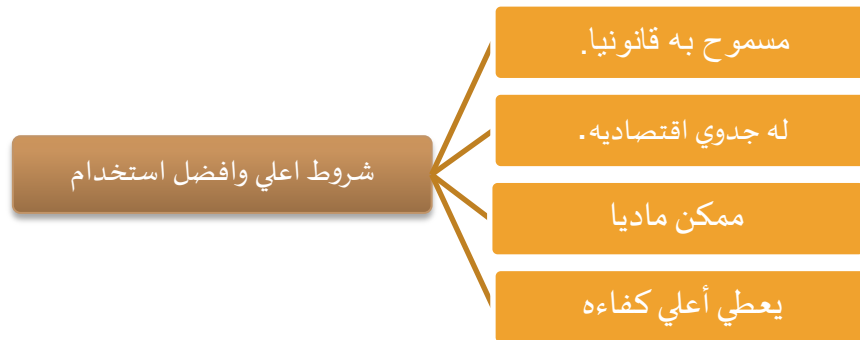 شروط اعلي وافضل استخدام
مسموح به قانونيا.
له جدوي اقتصاديه.
ممكن ماديا
يعطي أعلي كفاءه